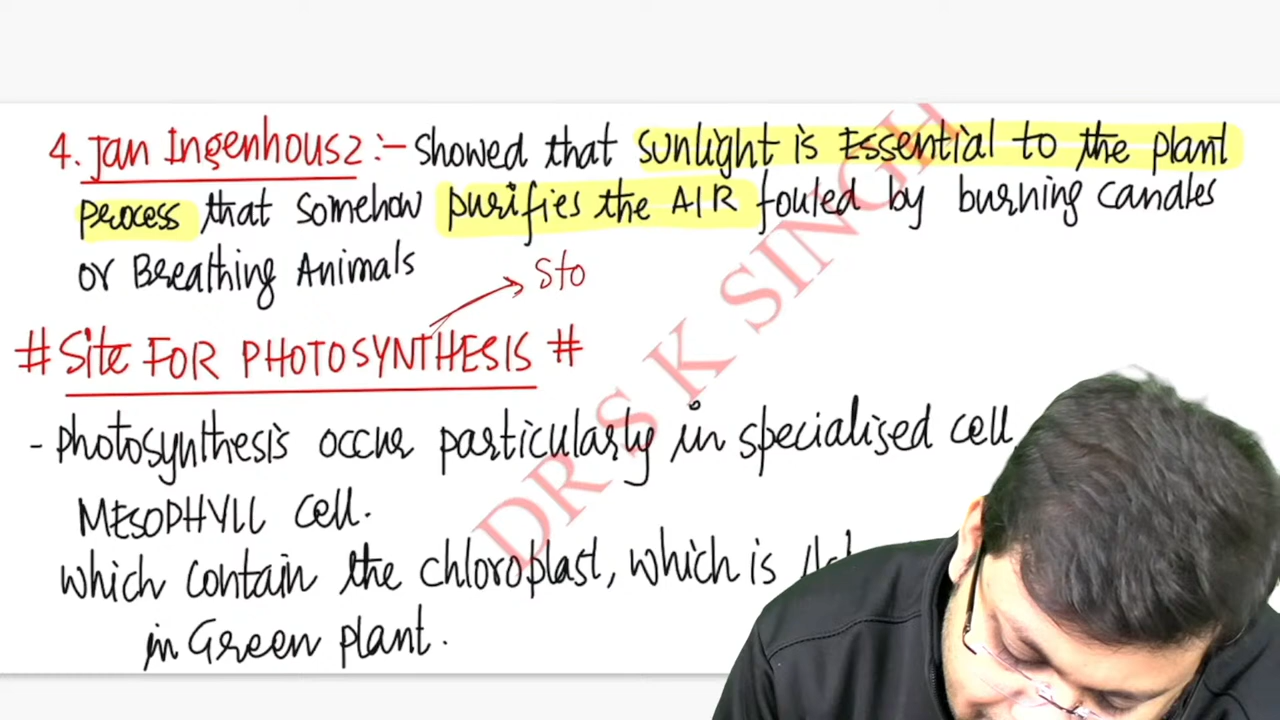 4. Jan Ingenhousz :- showed that sunlight is Essential to the plant
process that somehow purifies the AIR fouled by burning candles
or Breathing Animals
sto
# Site FOR PHOTOSYNTHESIS #
- photosynthesis occur particularly in specialised cell
MESOPHYLL cell.
which contain the chloroplast, which is
in Green plant.
DR S K SINGH